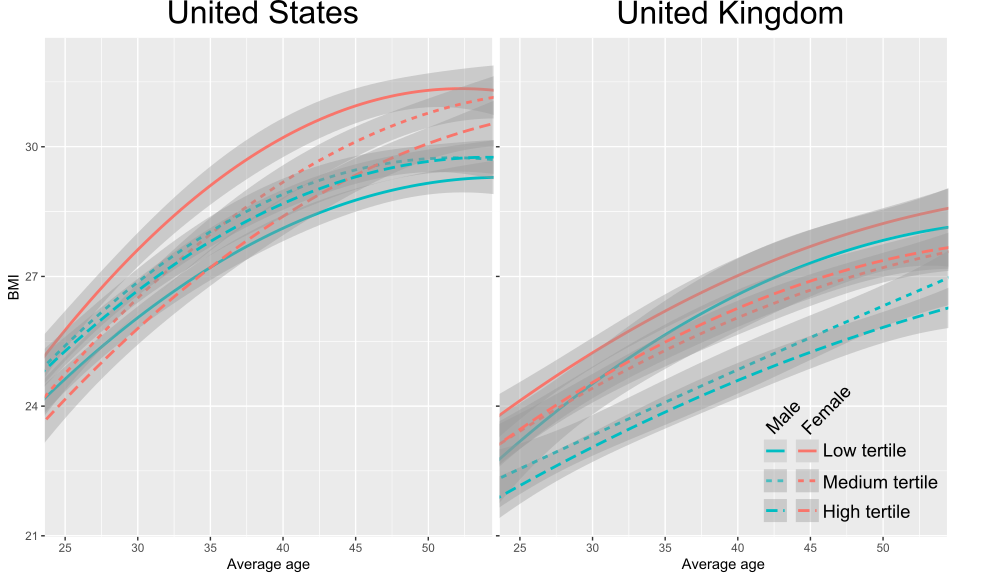 United States
United Kingdom
BMI
30
27
24
21
25 30 35 40 45 50
25 30 35 40 45 50
Average age
Average age
Male
Female
Low tertile
Medium tertile
High tertile